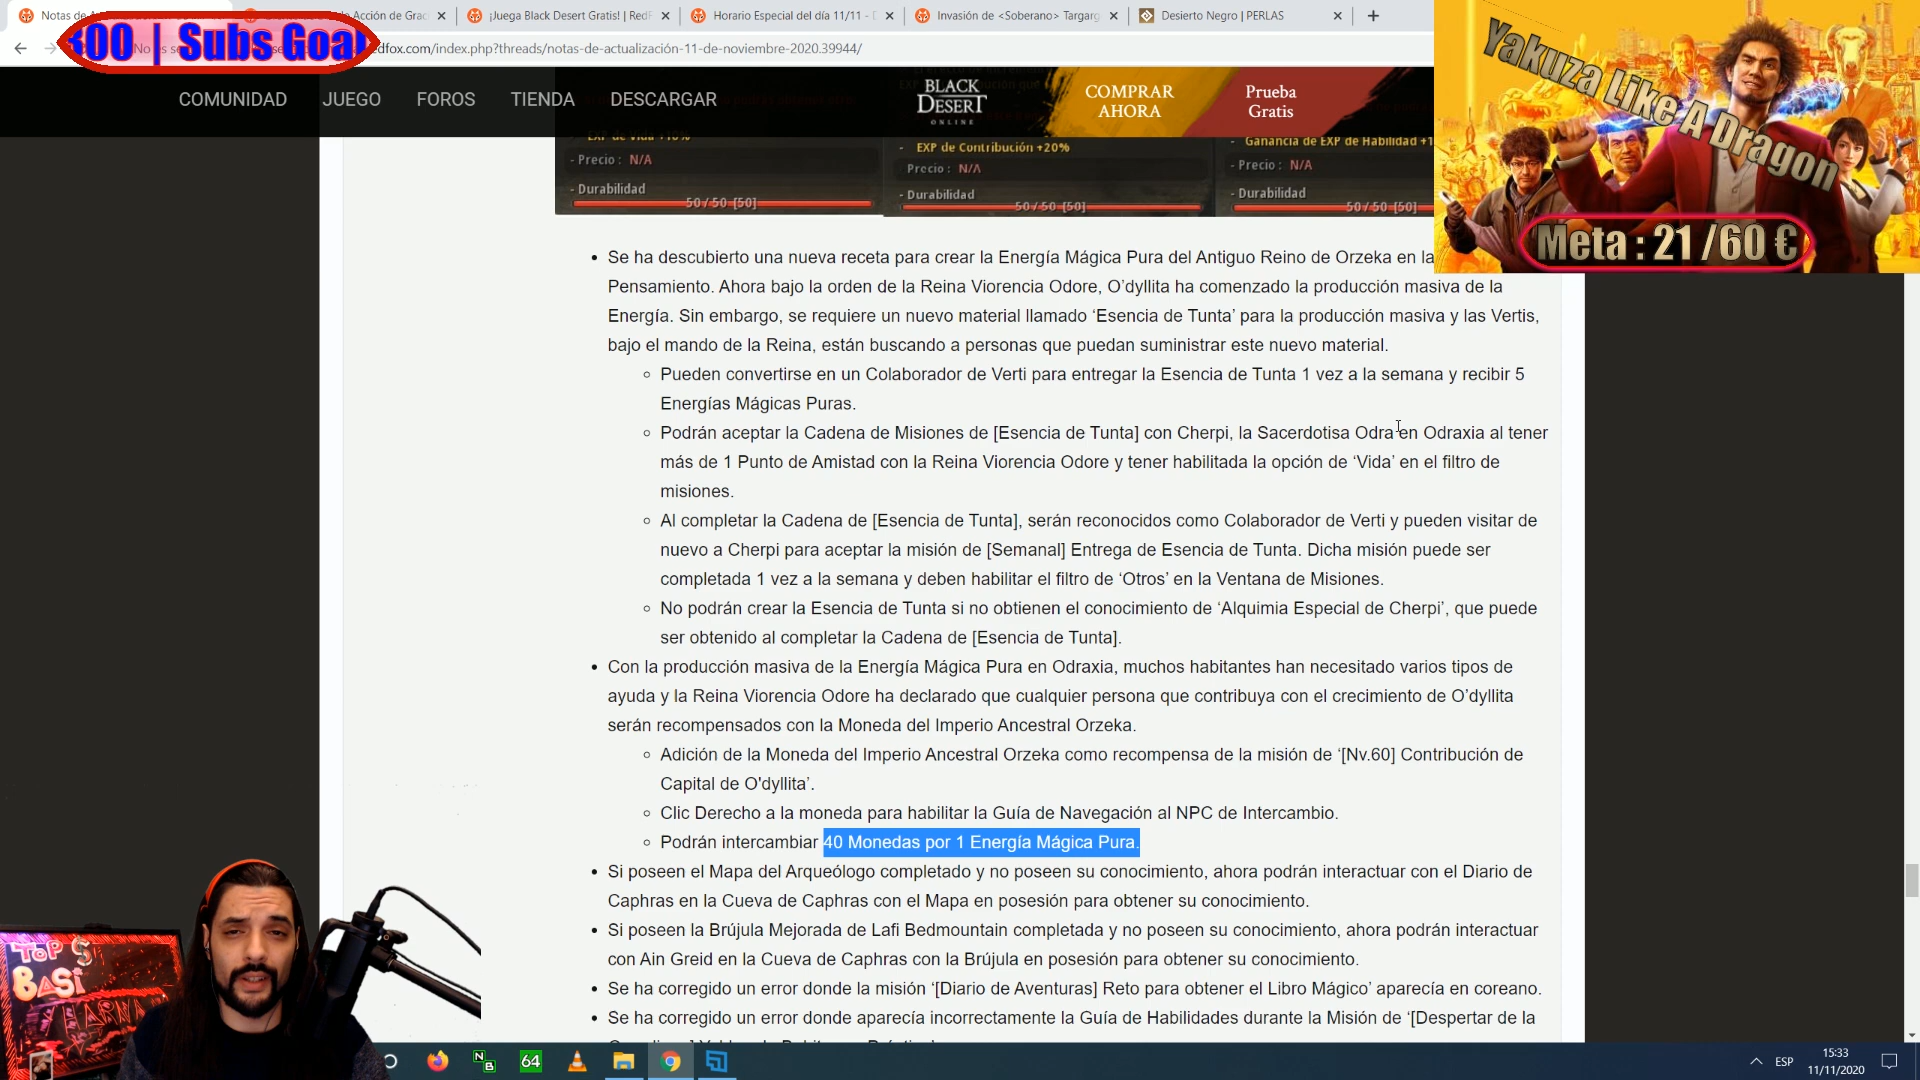 Notas de
Acción de Grac
¡Juega Black Desert Gratis! | RedF
Horario Especial del día 11/11 - D
Invasión de <Soberano> Targarg
Desierto Negro | PERLAS
300 | Subs Goal
dfox.com/index.php?threads/notas-de-actualización-11-de-noviembre-2020.39944/
COMUNIDAD JUEGO FOROS TIENDA DESCARGAR
BLACK DESERT ONLINE
COMPRAR AHORA
Prueba Gratis
Yakuza Like A Dragon
Meta : 21 /60 €
EXP de Vida +10%
- Precio : N/A
- Durabilidad
50 / 50 [50]
- EXP de Contribución +20%
Precio : N/A
- Durabilidad
50 / 50 [50]
- Ganancia de EXP de Habilidad +1
- Precio : N/A
- Durabilidad
50 / 50 [50]
• Se ha descubierto una nueva receta para crear la Energía Mágica Pura del Antiguo Reino de Orzeka en la
Pensamiento. Ahora bajo la orden de la Reina Viorencia Odore, O’dyllita ha comenzado la producción masiva de la
Energía. Sin embargo, se requiere un nuevo material llamado ‘Esencia de Tunta’ para la producción masiva y las Vertis,
bajo el mando de la Reina, están buscando a personas que puedan suministrar este nuevo material.
◦ Pueden convertirse en un Colaborador de Verti para entregar la Esencia de Tunta 1 vez a la semana y recibir 5
Energías Mágicas Puras.
◦ Podrán aceptar la Cadena de Misiones de [Esencia de Tunta] con Cherpi, la Sacerdotisa Odra en Odraxia al tener
más de 1 Punto de Amistad con la Reina Viorencia Odore y tener habilitada la opción de ‘Vida’ en el filtro de
misiones.
◦ Al completar la Cadena de [Esencia de Tunta], serán reconocidos como Colaborador de Verti y pueden visitar de
nuevo a Cherpi para aceptar la misión de [Semanal] Entrega de Esencia de Tunta. Dicha misión puede ser
completada 1 vez a la semana y deben habilitar el filtro de ‘Otros’ en la Ventana de Misiones.
◦ No podrán crear la Esencia de Tunta si no obtienen el conocimiento de ‘Alquimia Especial de Cherpi’, que puede
ser obtenido al completar la Cadena de [Esencia de Tunta].
• Con la producción masiva de la Energía Mágica Pura en Odraxia, muchos habitantes han necesitado varios tipos de
ayuda y la Reina Viorencia Odore ha declarado que cualquier persona que contribuya con el crecimiento de O’dyllita
serán recompensados con la Moneda del Imperio Ancestral Orzeka.
◦ Adición de la Moneda del Imperio Ancestral Orzeka como recompensa de la misión de ‘[Nv.60] Contribución de
Capital de O'dyllita’.
◦ Clic Derecho a la moneda para habilitar la Guía de Navegación al NPC de Intercambio.
◦ Podrán intercambiar 40 Monedas por 1 Energía Mágica Pura.
• Si poseen el Mapa del Arqueólogo completado y no poseen su conocimiento, ahora podrán interactuar con el Diario de
Caphras en la Cueva de Caphras con el Mapa en posesión para obtener su conocimiento.
• Si poseen la Brújula Mejorada de Lafi Bedmountain completada y no poseen su conocimiento, ahora podrán interactuar
con Ain Greid en la Cueva de Caphras con la Brújula en posesión para obtener su conocimiento.
• Se ha corregido un error donde la misión ‘[Diario de Aventuras] Reto para obtener el Libro Mágico’ aparecía en coreano.
• Se ha corregido un error donde aparecía incorrectamente la Guía de Habilidades durante la Misión de ‘[Despertar de la
TOP 5
BASI
N B
64
ESP
15:33
11/11/2020